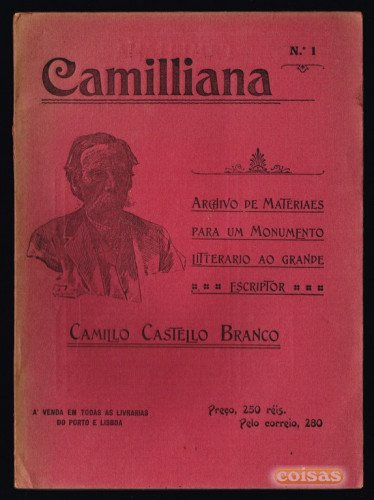 N.º 1
Camilliana
Archivo de Materiaes
para um Monumento
Litterario ao grande
escriptor
Camillo Castello Branco
A' VENDA EM TODAS AS LIVRARIAS
DO PORTO E LISBOA
Preço, 250 réis.
Pelo correio, 280
coisas